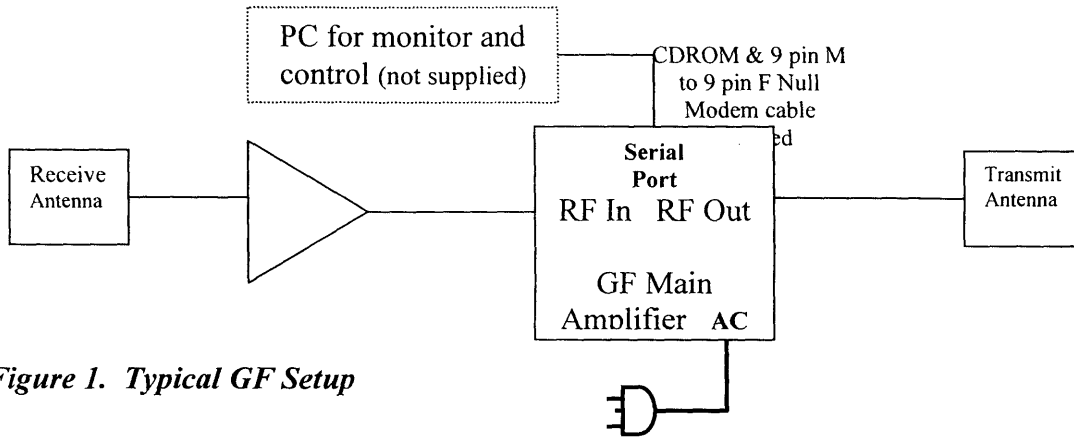 PC for monitor and
control (not supplied)
CDROM & 9 pin M
to 9 pin F Null
Modem cable
Receive
Antenna
Serial
Port
RF In RF Out
GF Main
Amplifier AC
Transmit
Antenna
Figure 1. Typical GF Setup